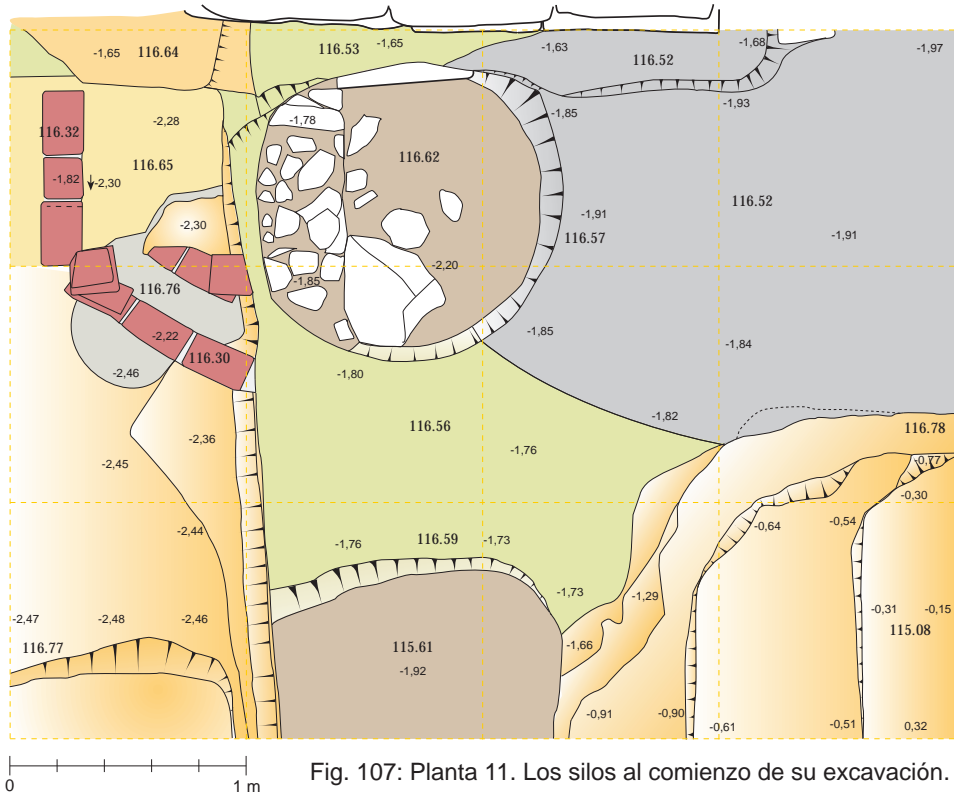 -1,65 116.64 116.53 -1,65 -1,63 116.52 -1,68 -1,97
-1,93
-1,85
116.32 -2,28 -1,78
116.65 116.62
-1,82 -2,30
116.52
-2,30 -1,91 116.57 -1,91
116.76 -1,85 -2,20
-2,22 -1,85
116.30 -1,84
-2,46 -1,80
-1,82
116.56 116.78
-2,36 -1,76
-2,45 -0,77
-0,30
-2,44 -1,76 116.59 -1,73 -0,64 -0,54
-1,73 -1,29 -0,31 -0,15
-2,47 -2,48 -2,46 115.08
116.77 115.61 -1,66
-1,92
-0,91 -0,90 -0,61 -0,51 0,32
0 1 m
Fig. 107: Planta 11. Los silos al comienzo de su excavación.